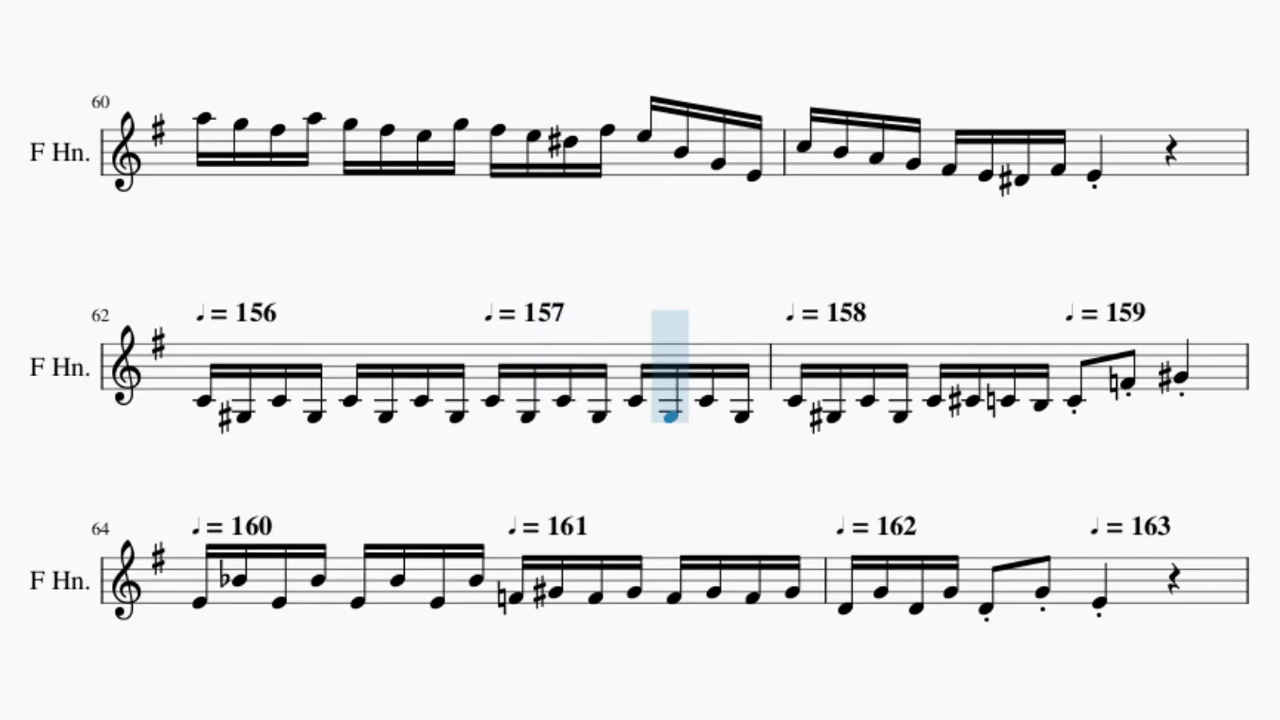 60
F Hn.
♩ = 156 ♩ = 157 ♩ = 158 ♩ = 159
62
F Hn.
♩ = 160 ♩ = 161 ♩ = 162 ♩ = 163
64
F Hn.